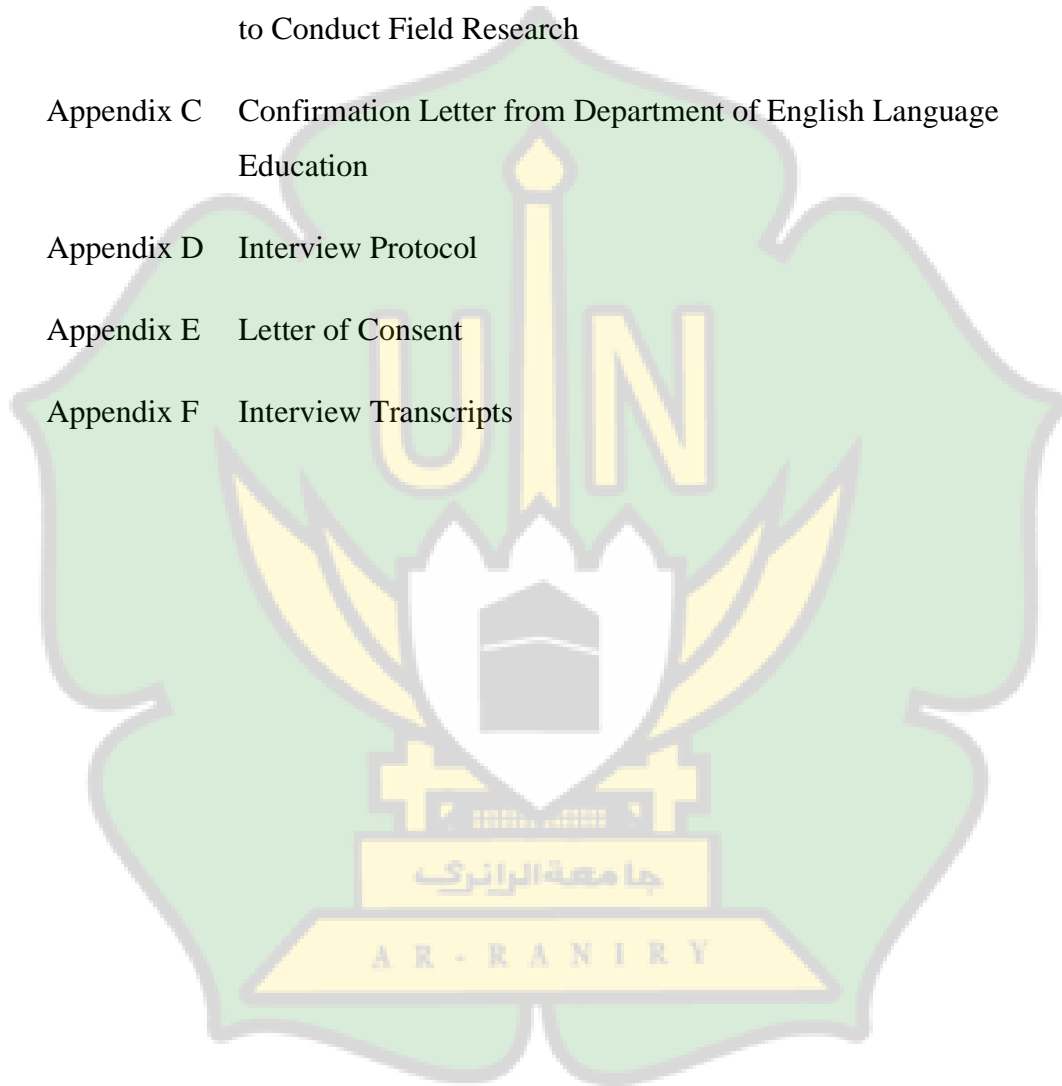 to Conduct Field Research
Appendix C Confirmation Letter from Department of English Language
Education
Appendix D Interview Protocol
Appendix E Letter of Consent
Appendix F Interview Transcripts
U N
جامعة الرانرك
AR-RANIRY